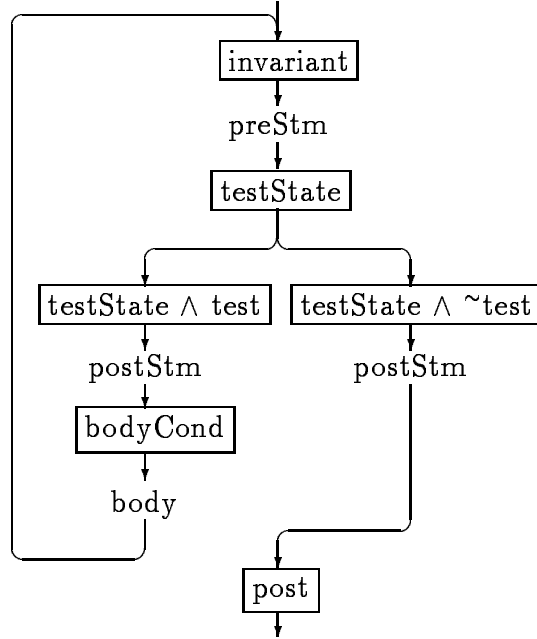 invariant
preStm
testState
testState ∧ test
testState ∧ ~test
postStm
postStm
bodyCond
body
post